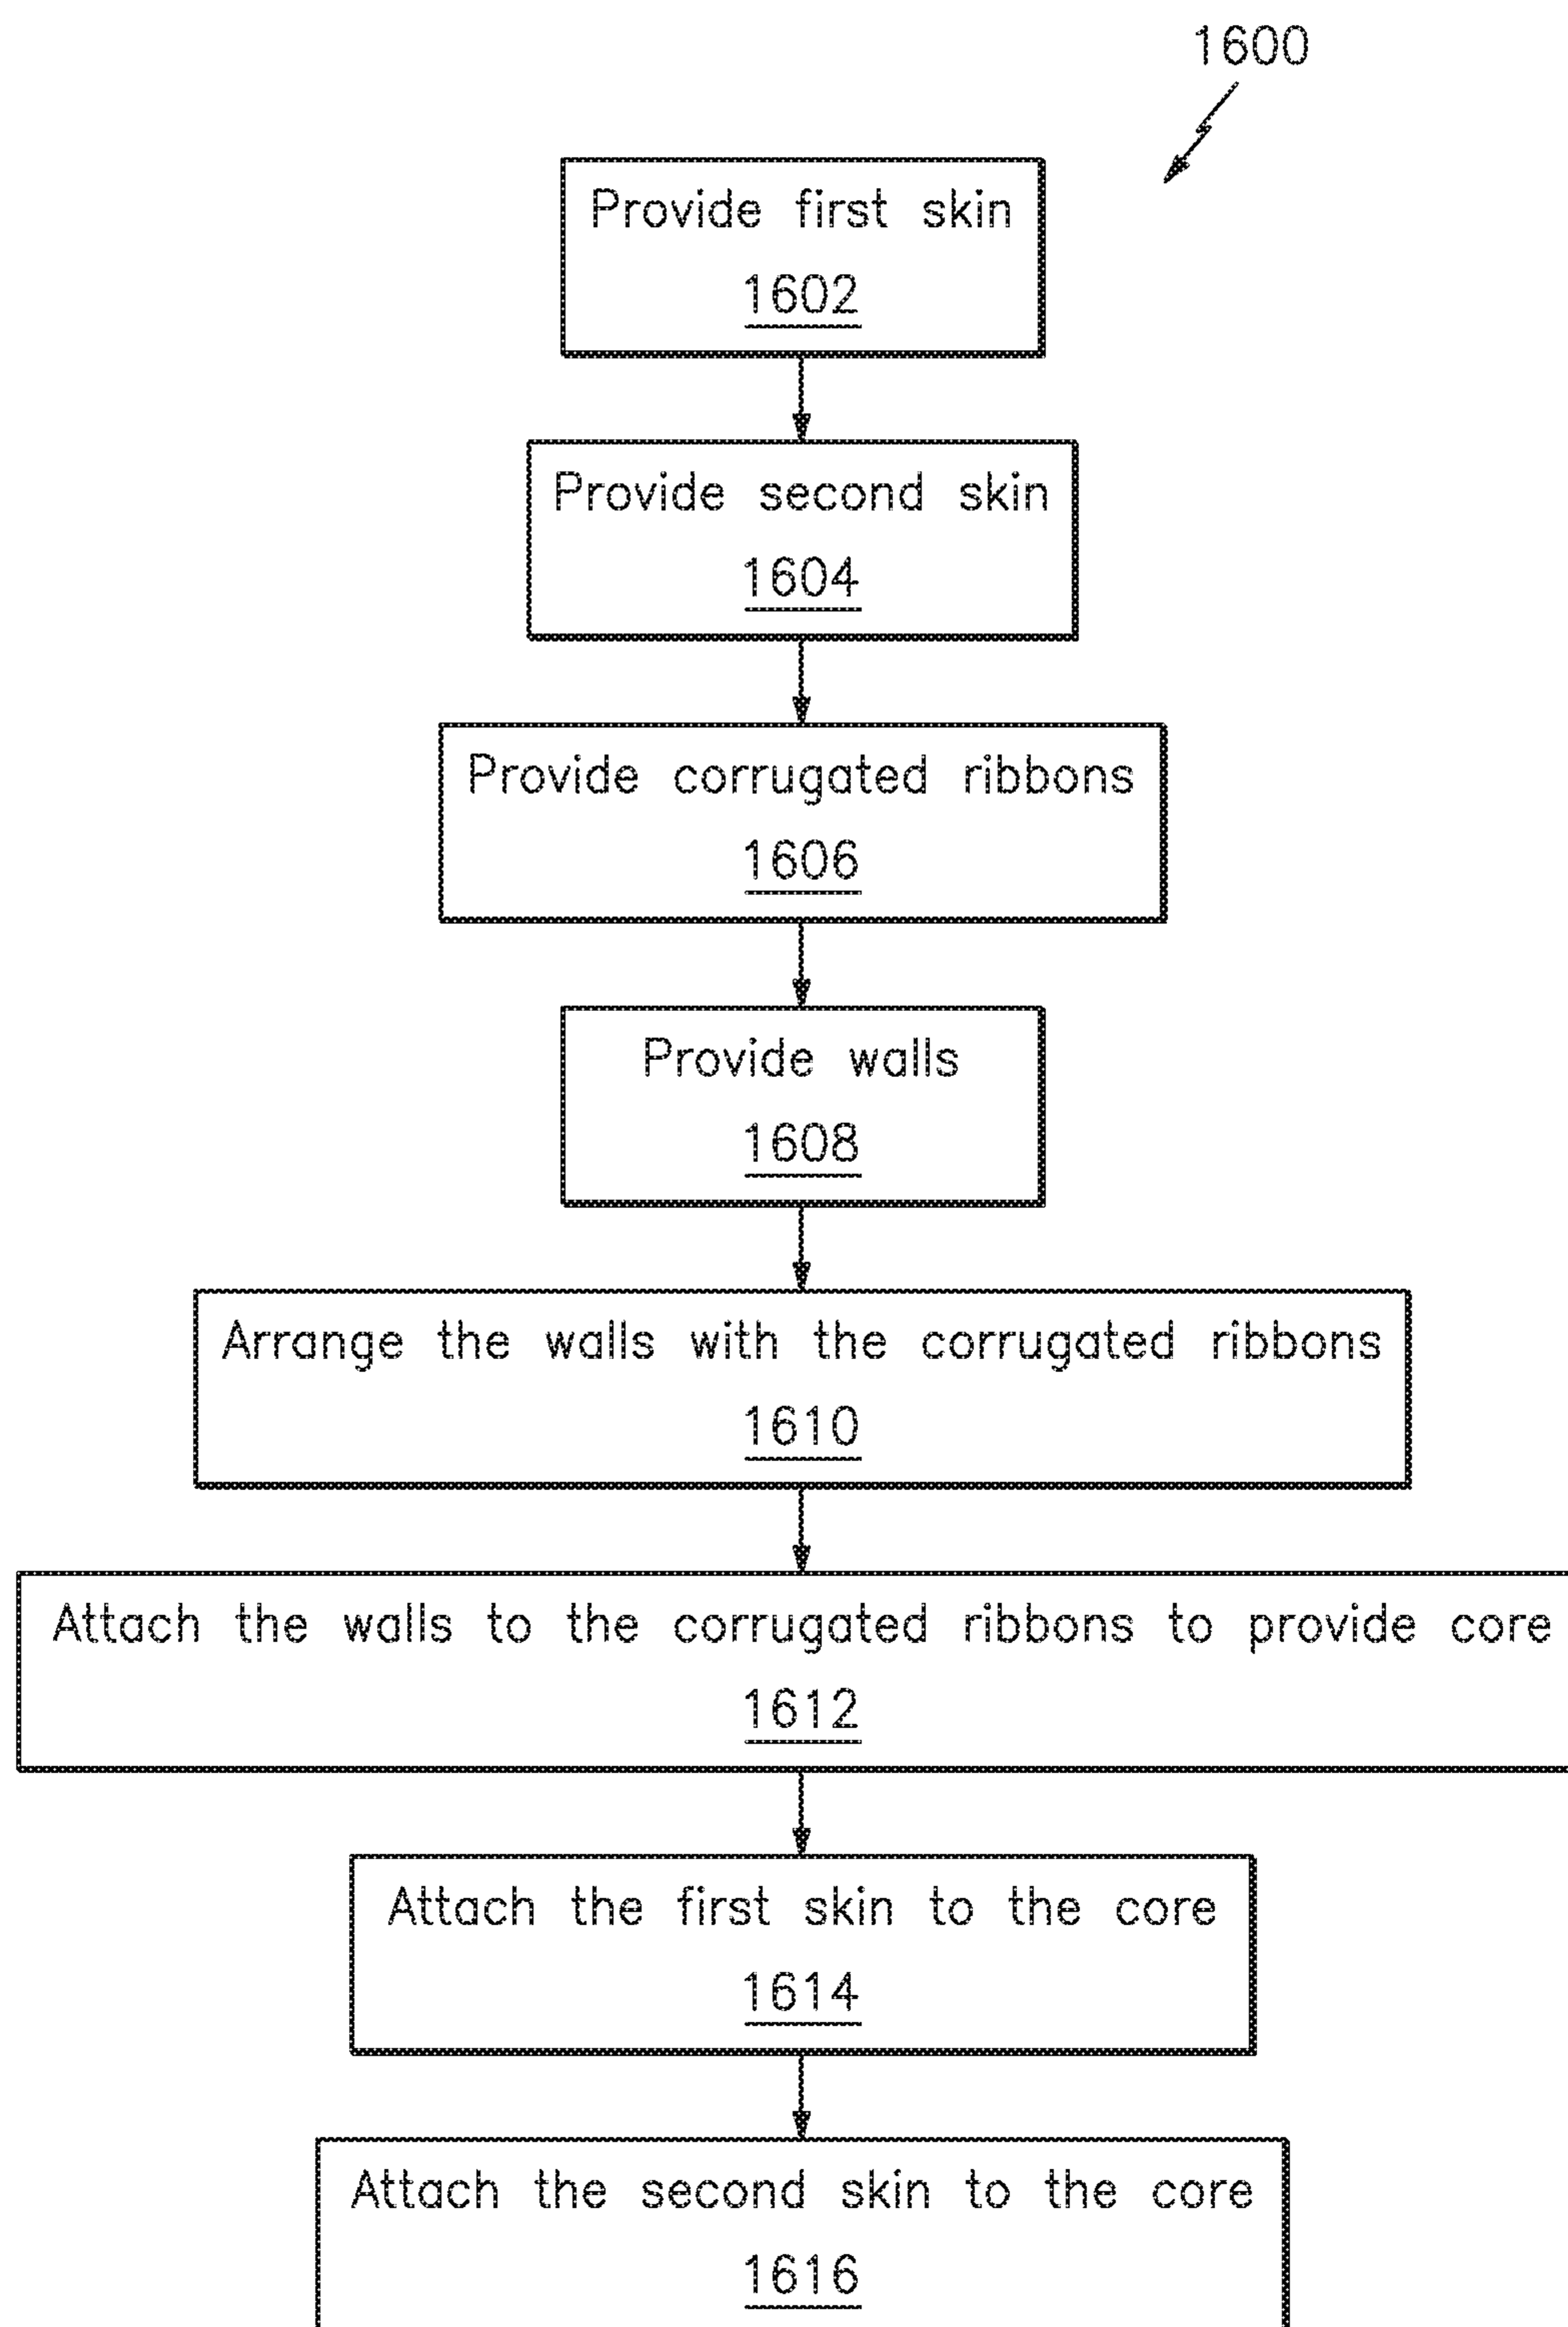 1600
Provide first skin
1602
Provide second skin
1604
Provide corrugated ribbons
1606
Provide walls
1608
Arrange the walls with the corrugated ribbons
1610
Attach the walls to the corrugated ribbons to provide core
1612
Attach the first skin to the core
1614
Attach the second skin to the core
1616